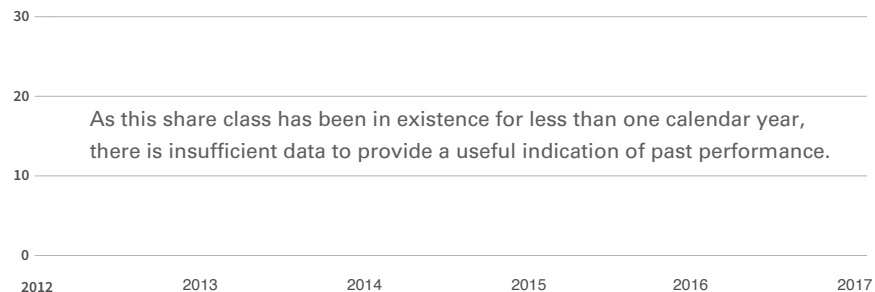 30
20
As this share class has been in existence for less than one calendar year,
there is insufficient data to provide a useful indication of past performance.
10
0
2012 2013 2014 2015 2016 2017